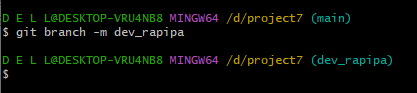 D E L L@DESKTOP-VRU4NB8 MINGW64 /d/project7 (main)
$ git branch -m dev_rapipa
D E L L@DESKTOP-VRU4NB8 MINGW64 /d/project7 (dev_rapipa)
$